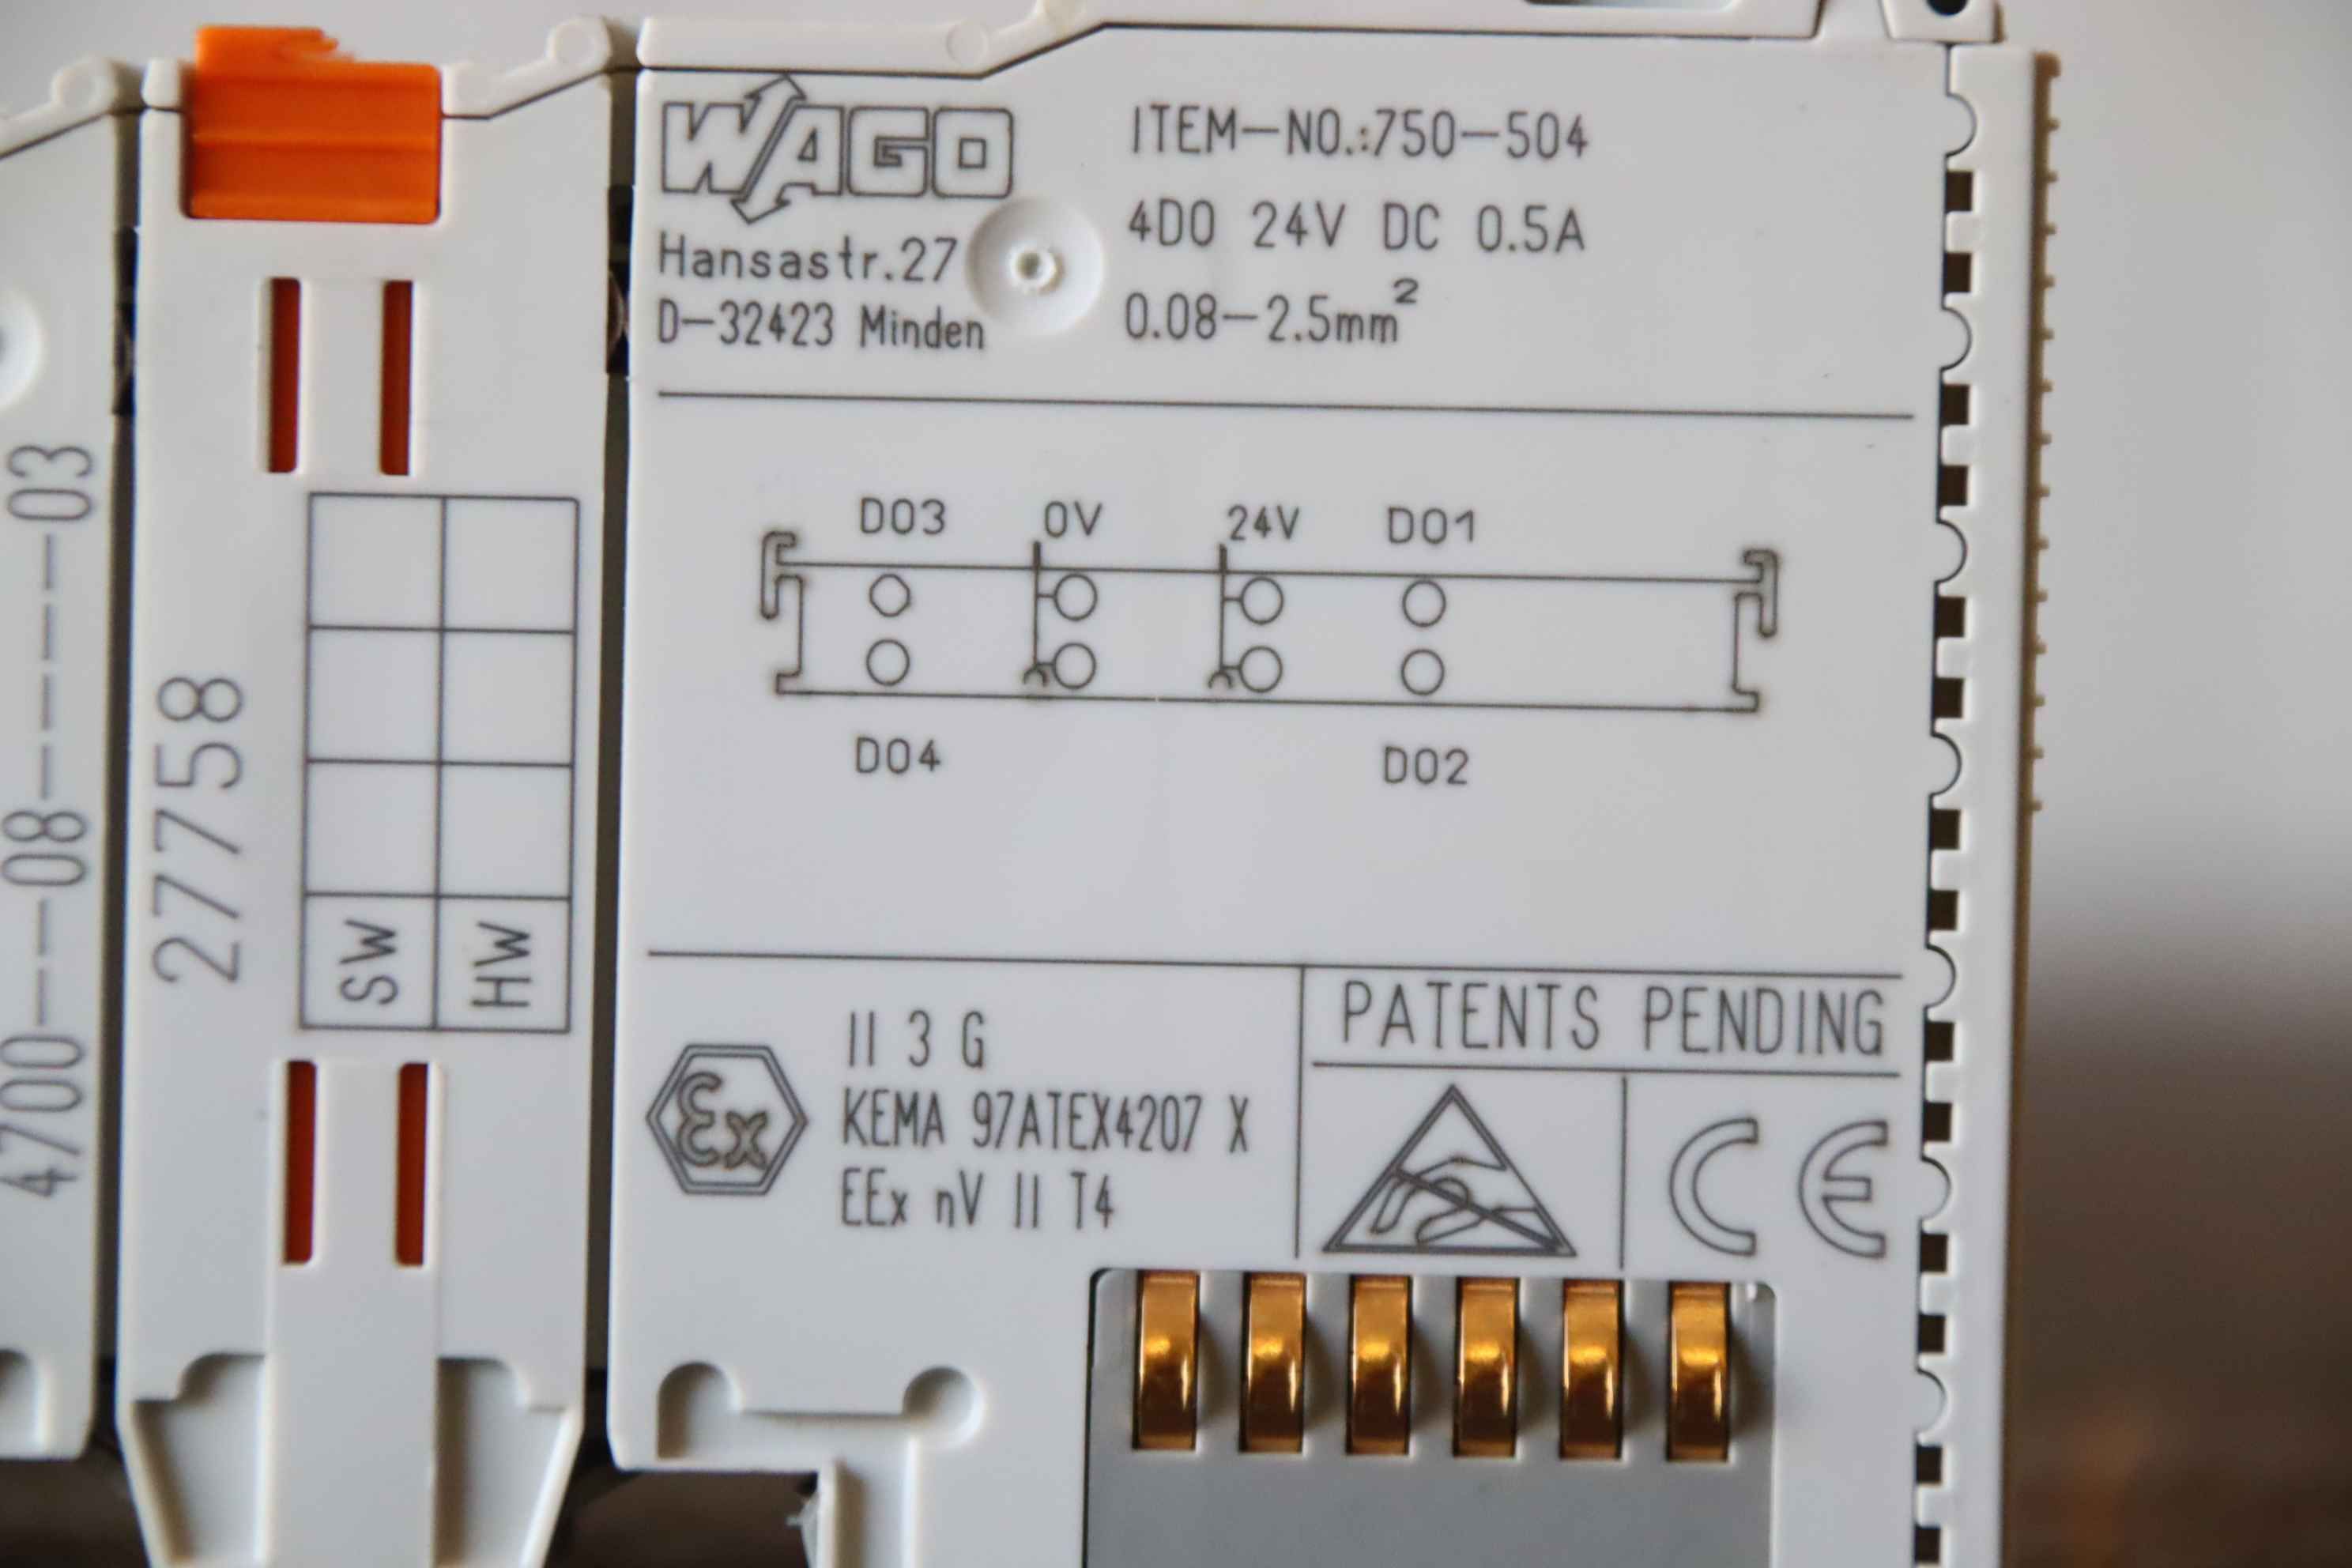 WAGO
Hansastr.27
D-32423 Minden
ITEM-NO.:750-504
4DO 24V DC 0.5A
0.08-2.5mm²
DO3 0V 24V DO1
DO4 DO2
Ex
II 3 G
KEMA 97ATEX4207 X
EEx nV II T4
PATENTS PENDING
CE
27758
SW
HW
4700---08------03